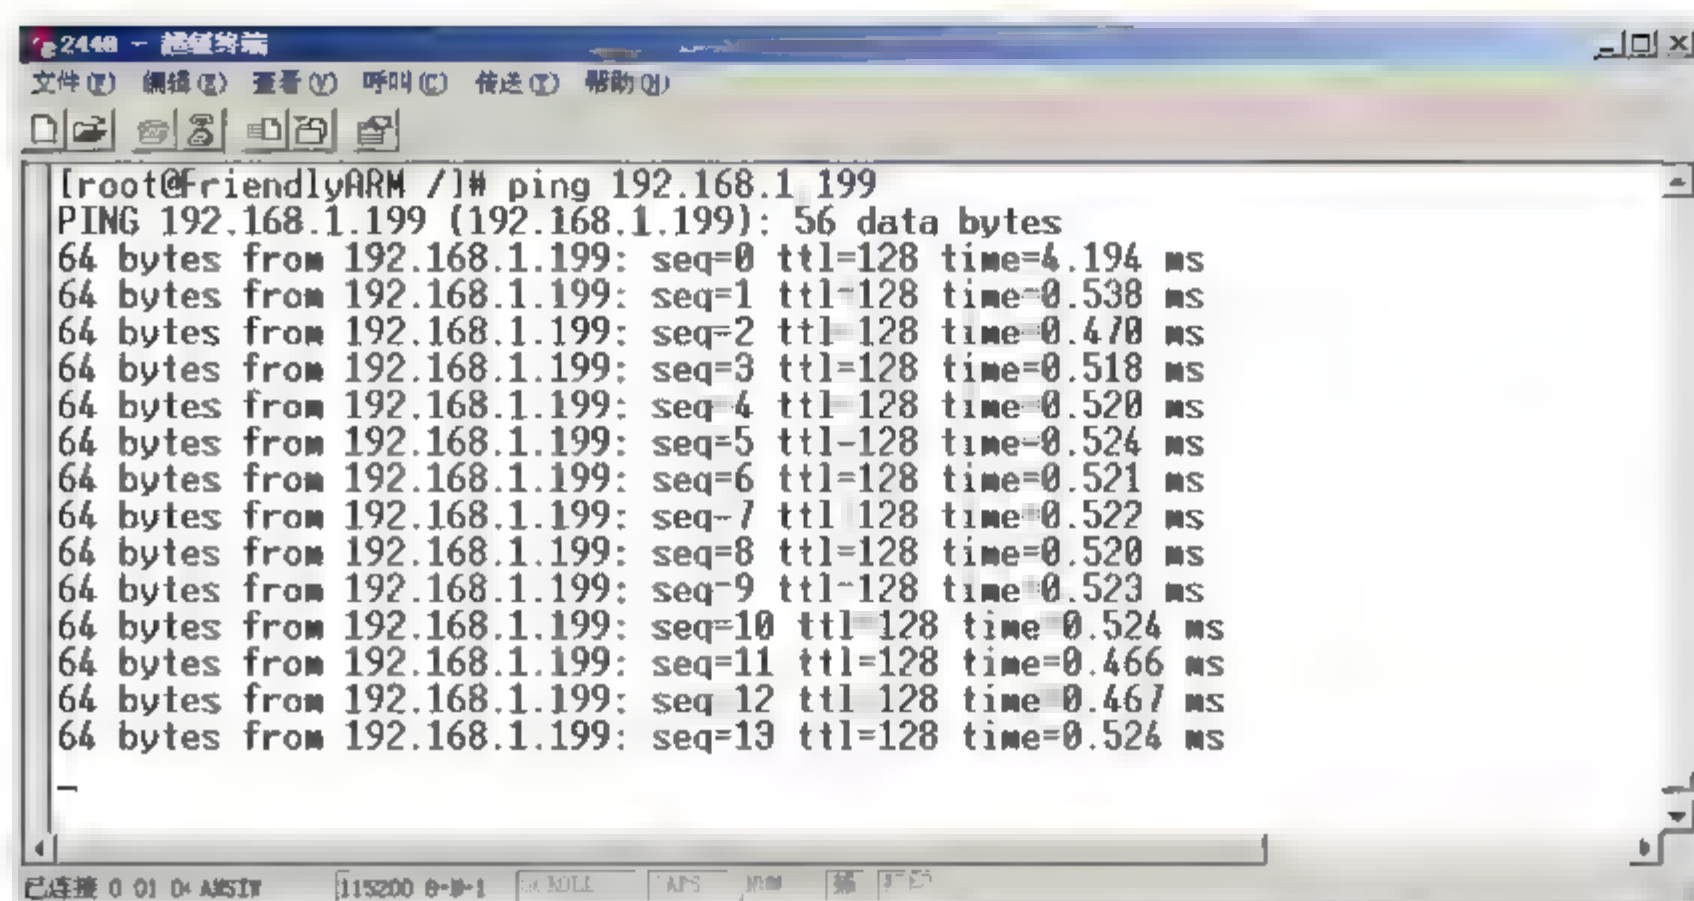 2440 - 超级终端
文件(F) 编辑(E) 查看(V) 呼叫(C) 传送(T) 帮助(H)
[root@FriendlyARM /]# ping 192.168.1.199
PING 192.168.1.199 (192.168.1.199): 56 data bytes
64 bytes from 192.168.1.199: seq=0 ttl=128 time=4.194 ms
64 bytes from 192.168.1.199: seq=1 ttl=128 time=0.538 ms
64 bytes from 192.168.1.199: seq=2 ttl=128 time=0.470 ms
64 bytes from 192.168.1.199: seq=3 ttl=128 time=0.518 ms
64 bytes from 192.168.1.199: seq=4 ttl=128 time=0.520 ms
64 bytes from 192.168.1.199: seq=5 ttl=128 time=0.524 ms
64 bytes from 192.168.1.199: seq=6 ttl=128 time=0.521 ms
64 bytes from 192.168.1.199: seq=7 ttl=128 time=0.522 ms
64 bytes from 192.168.1.199: seq=8 ttl=128 time=0.520 ms
64 bytes from 192.168.1.199: seq=9 ttl=128 time=0.523 ms
64 bytes from 192.168.1.199: seq=10 ttl=128 time=0.524 ms
64 bytes from 192.168.1.199: seq=11 ttl=128 time=0.466 ms
64 bytes from 192.168.1.199: seq=12 ttl=128 time=0.467 ms
64 bytes from 192.168.1.199: seq=13 ttl=128 time=0.524 ms
已连接 0:01:04 ANSIW 115200 8-N-1 SCROLL CAPS NUM 捕